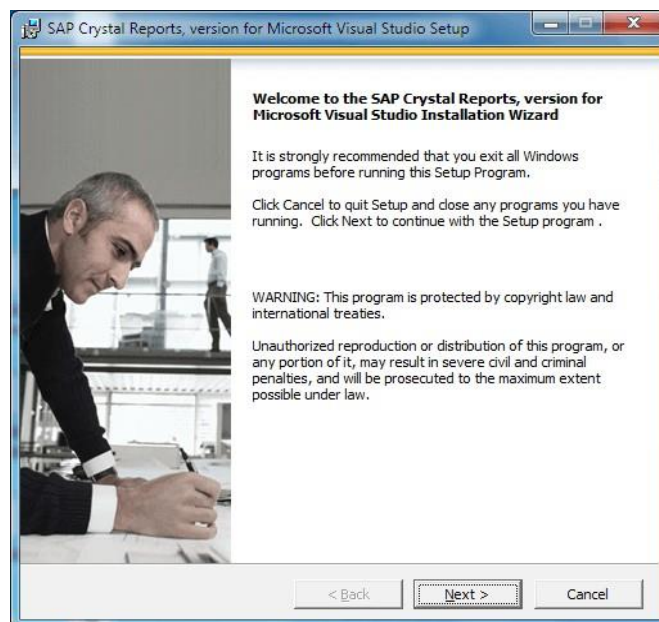 SAP Crystal Reports, version for Microsoft Visual Studio Setup
Welcome to the SAP Crystal Reports, version for
Microsoft Visual Studio Installation Wizard
It is strongly recommended that you exit all Windows
programs before running this Setup Program.
Click Cancel to quit Setup and close any programs you have
running. Click Next to continue with the Setup program .
WARNING: This program is protected by copyright law and
international treaties.
Unauthorized reproduction or distribution of this program, or
any portion of it, may result in severe civil and criminal
penalties, and will be prosecuted to the maximum extent
possible under law.
< Back Next > Cancel